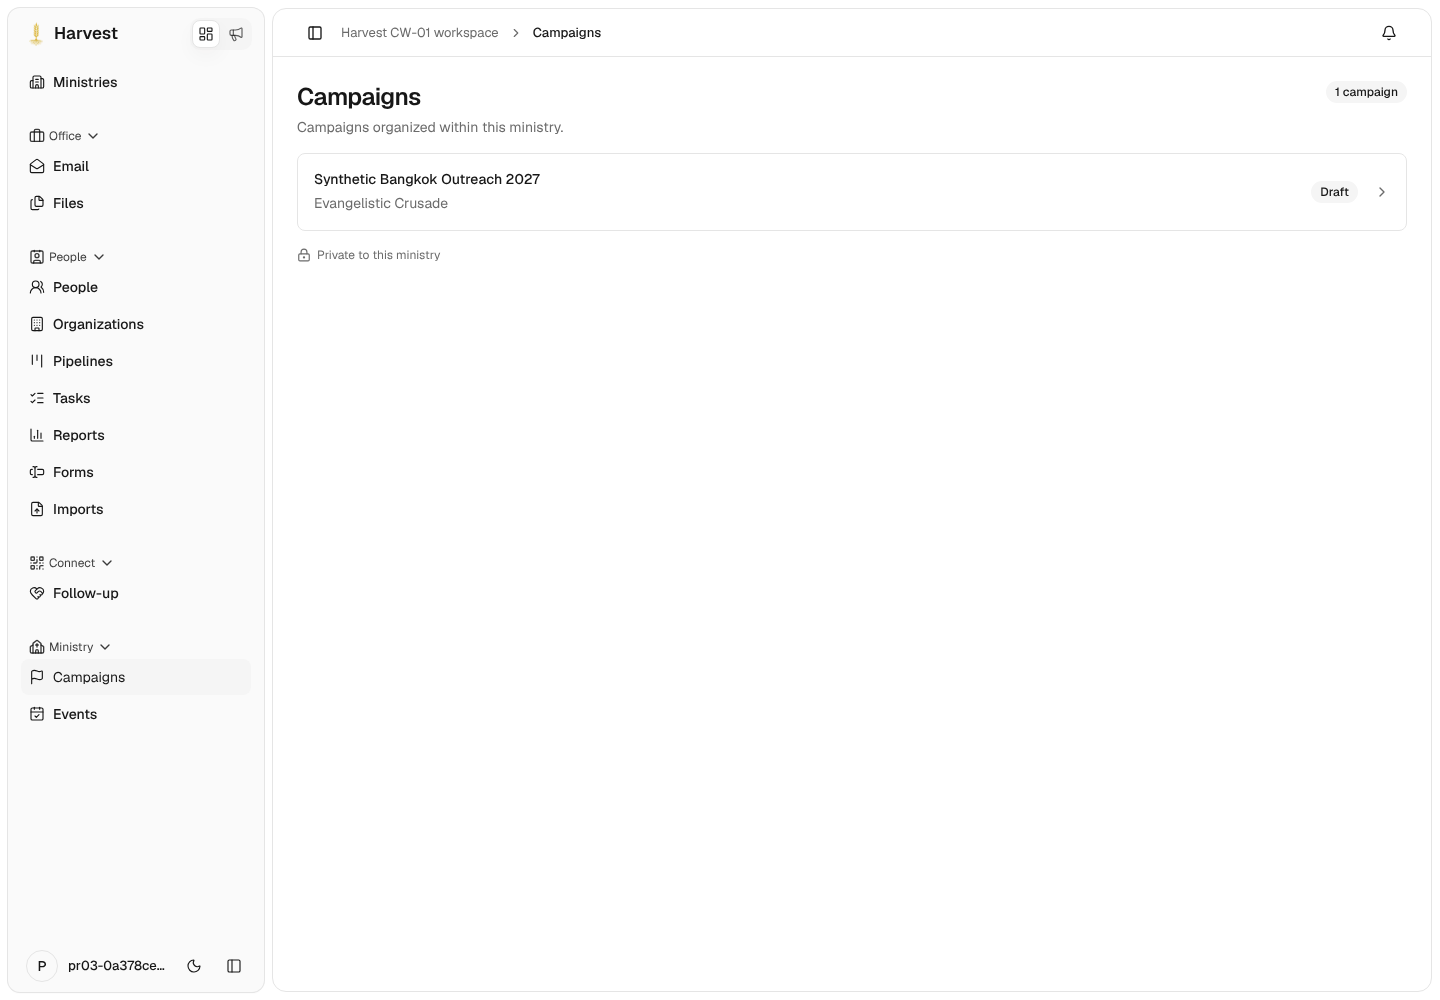 Harvest
Ministries
Office
Email
Files
People
People
Organizations
Pipelines
Tasks
Reports
Forms
Imports
Connect
Follow-up
Ministry
Campaigns
Events
P
pr03-0a378ce...
Harvest CW-01 workspace
Campaigns
Campaigns
1 campaign
Campaigns organized within this ministry.
Synthetic Bangkok Outreach 2027
Evangelistic Crusade
Draft
Private to this ministry